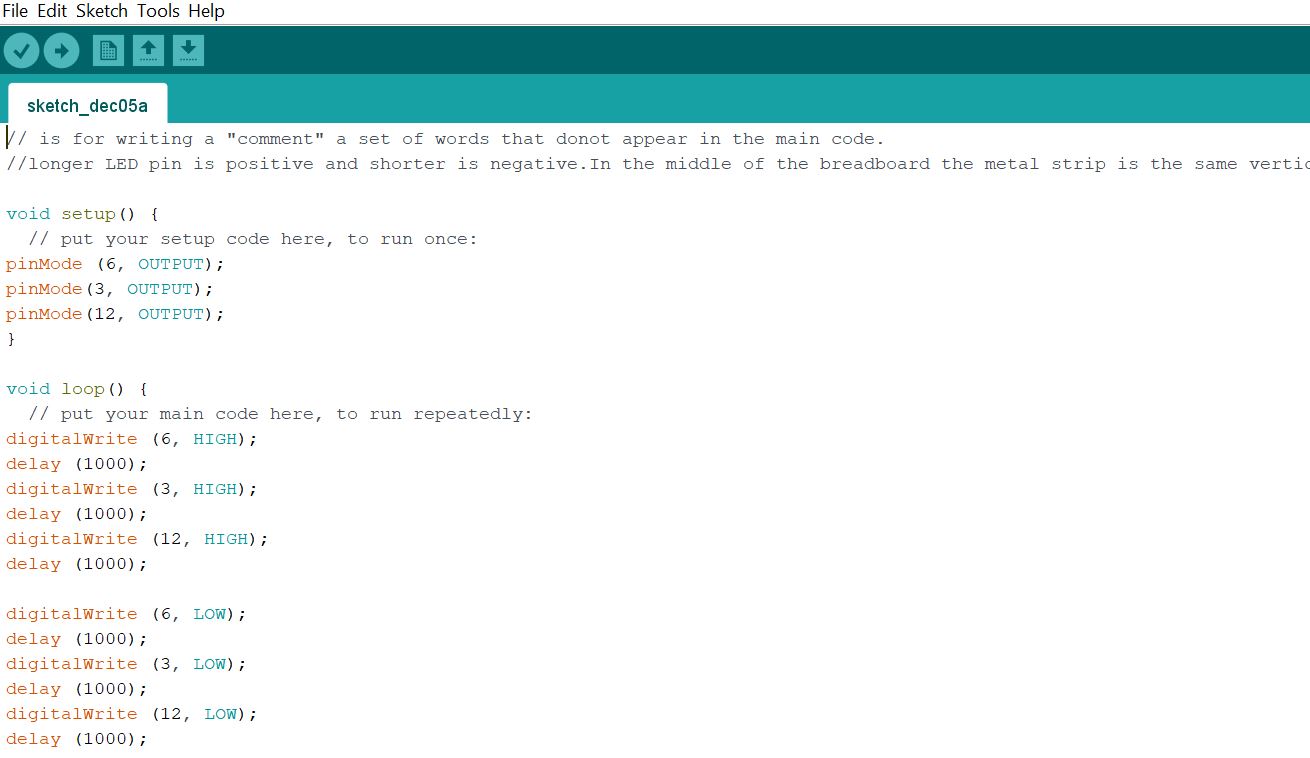 File Edit Sketch Tools Help
sketch_dec05a
// is for writing a "comment" a set of words that donot appear in the main code.
//longer LED pin is positive and shorter is negative.In the middle of the breadboard the metal strip is the same
void setup() {
  // put your setup code here, to run once:
pinMode (6, OUTPUT);
pinMode(3, OUTPUT);
pinMode(12, OUTPUT);
}
void loop() {
  // put your main code here, to run repeatedly:
digitalWrite (6, HIGH);
delay (1000);
digitalWrite (3, HIGH);
delay (1000);
digitalWrite (12, HIGH);
delay (1000);
digitalWrite (6, LOW);
delay (1000);
digitalWrite (3, LOW);
delay (1000);
digitalWrite (12, LOW);
delay (1000);